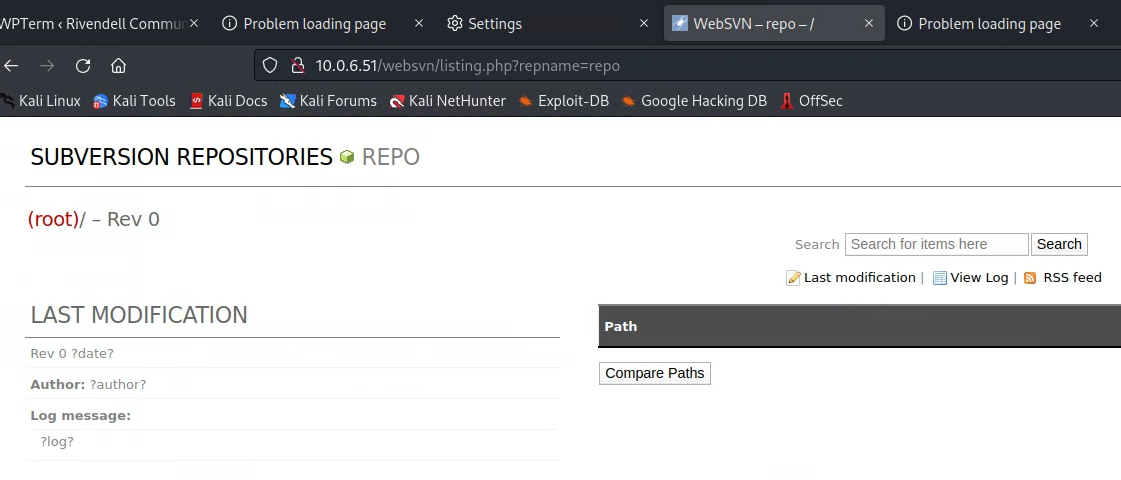 WPTerm ‹ Rivendell Commu
Problem loading page
Settings
WebSVN – repo – /
Problem loading page
10.0.6.51/websvn/listing.php?repname=repo
Kali Linux Kali Tools Kali Docs Kali Forums Kali NetHunter Exploit-DB Google Hacking DB OffSec
SUBVERSION REPOSITORIES REPO
(root)/ – Rev 0
Search Search for items here Search
Last modification | View Log | RSS feed
LAST MODIFICATION
Rev 0 ?date?
Author: ?author?
Log message:
?log?
Path
Compare Paths